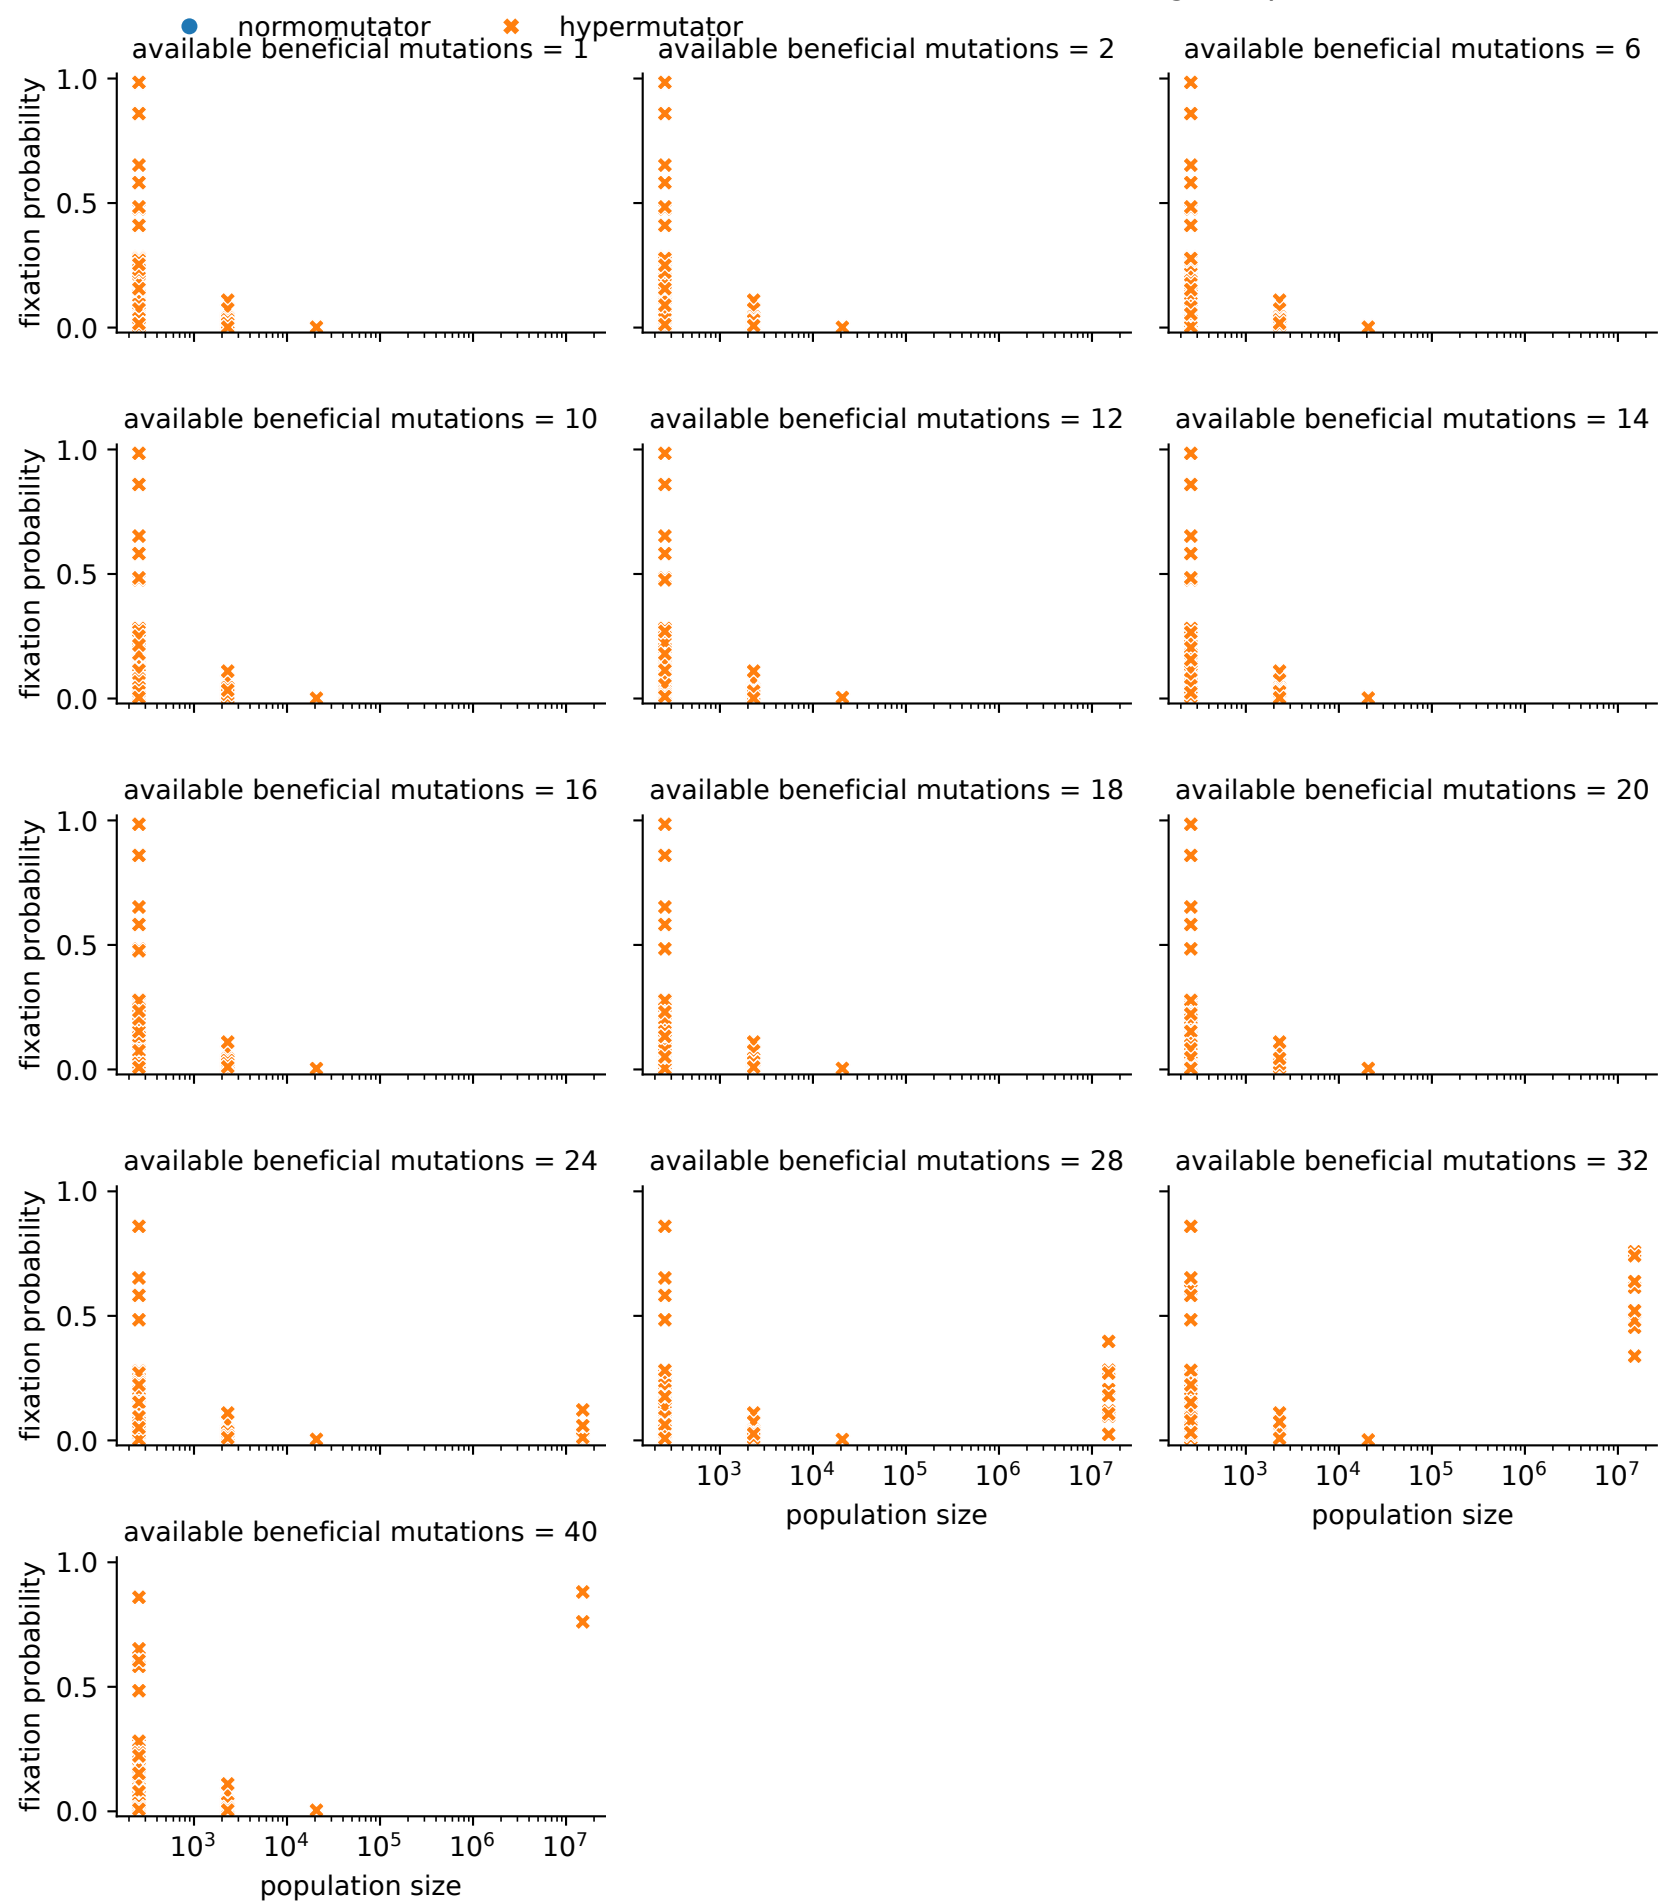 normomutator hypermutator
available beneficial mutations = 1 available beneficial mutations = 2 available beneficial mutations = 6
1.0
0.5
0.0
fixation probability
available beneficial mutations = 10 available beneficial mutations = 12 available beneficial mutations = 14
1.0
0.5
0.0
fixation probability
available beneficial mutations = 16 available beneficial mutations = 18 available beneficial mutations = 20
1.0
0.5
0.0
fixation probability
available beneficial mutations = 24 available beneficial mutations = 28 available beneficial mutations = 32
1.0
0.5
0.0
fixation probability
10³ 10⁴ 10⁵ 10⁶ 10⁷ 10³ 10⁴ 10⁵ 10⁶ 10⁷
population size population size
available beneficial mutations = 40
1.0
0.5
0.0
fixation probability
10³ 10⁴ 10⁵ 10⁶ 10⁷
population size